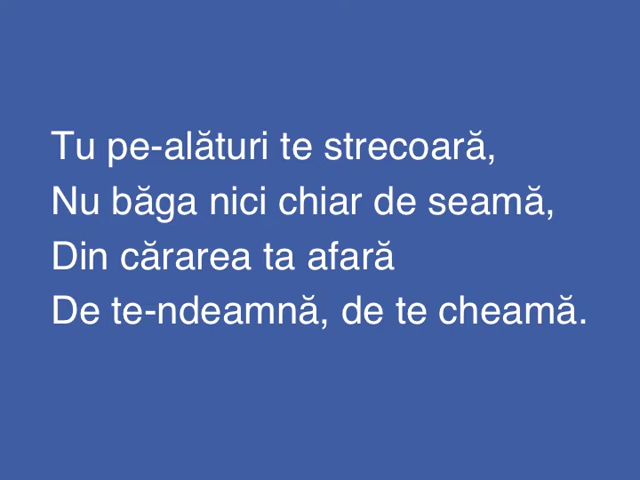 Tu pe-alături te strecoară,
Nu băga nici chiar de seamă,
Din cărarea ta afară
De te-ndeamnă, de te cheamă.